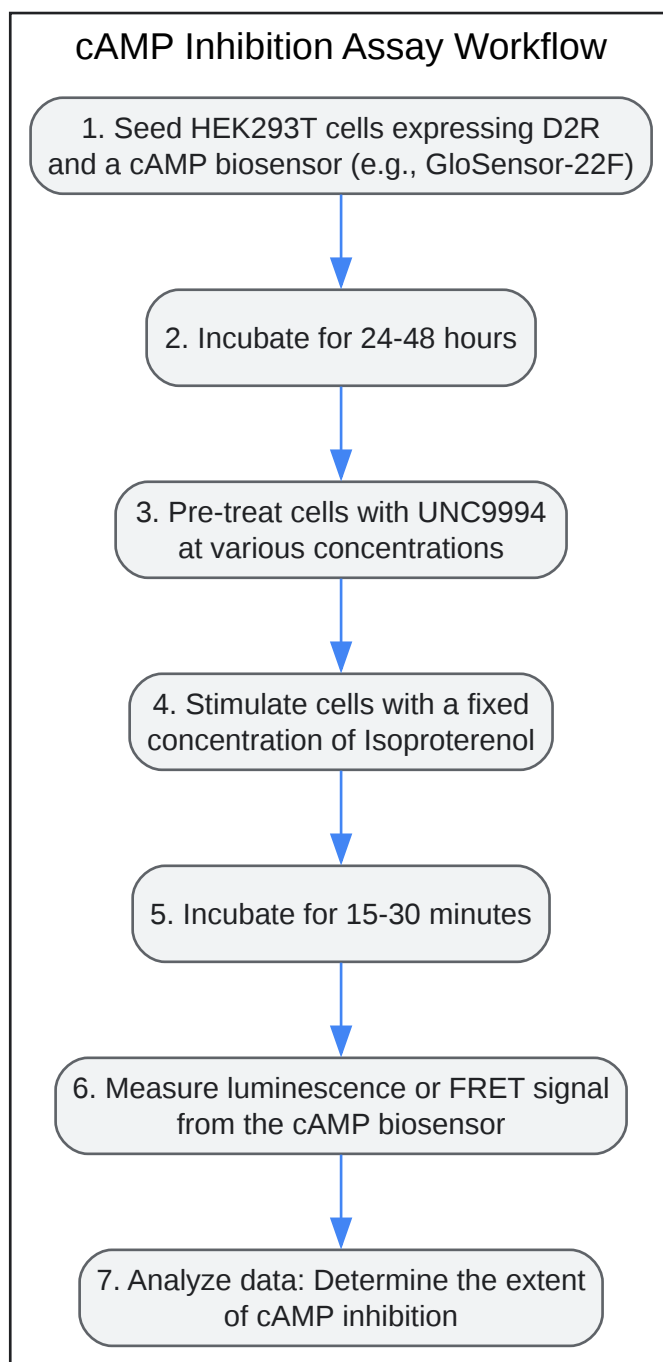 cAMP Inhibition Assay Workflow
1. Seed HEK293T cells expressing D2R
and a cAMP biosensor (e.g., GloSensor-22F)
2. Incubate for 24-48 hours
3. Pre-treat cells with UNC9994
at various concentrations
4. Stimulate cells with a fixed
concentration of Isoproterenol
5. Incubate for 15-30 minutes
6. Measure luminescence or FRET signal
from the cAMP biosensor
7. Analyze data: Determine the extent
of cAMP inhibition